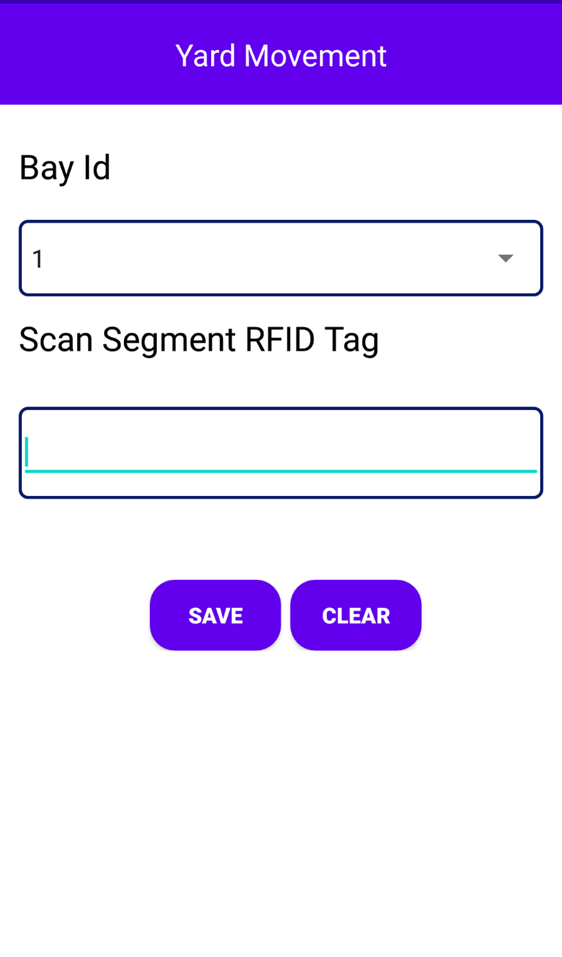 Yard Movement
Bay Id
1
Scan Segment RFID Tag
SAVE CLEAR